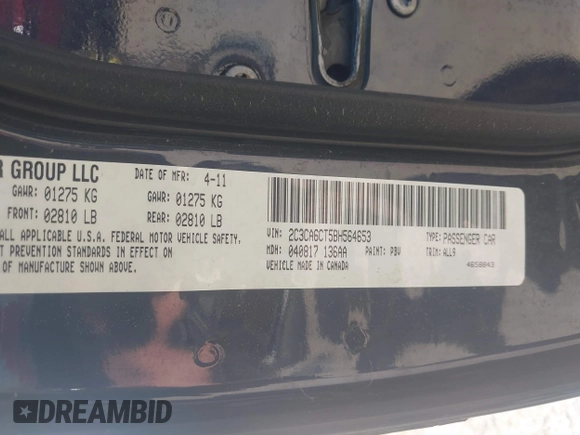 R GROUP LLC
DATE OF MFR: 4-11
GAWR: 01275 KG
GAWR: 01275 KG
FRONT: 02810 LB
REAR: 02810 LB
ALL APPLICABLE U.S.A. FEDERAL MOTOR VEHICLE SAFETY,
T PREVENTION STANDARDS IN EFFECT ON
OF MANUFACTURE SHOWN ABOVE.
VIN: 2C3CA6CT5BH564653
TYPE: PASSENGER CAR
MDH: 040817 136AA
PAINT: PBV
TRIM: ALL9
VEHICLE MADE IN CANADA
DREAMBID